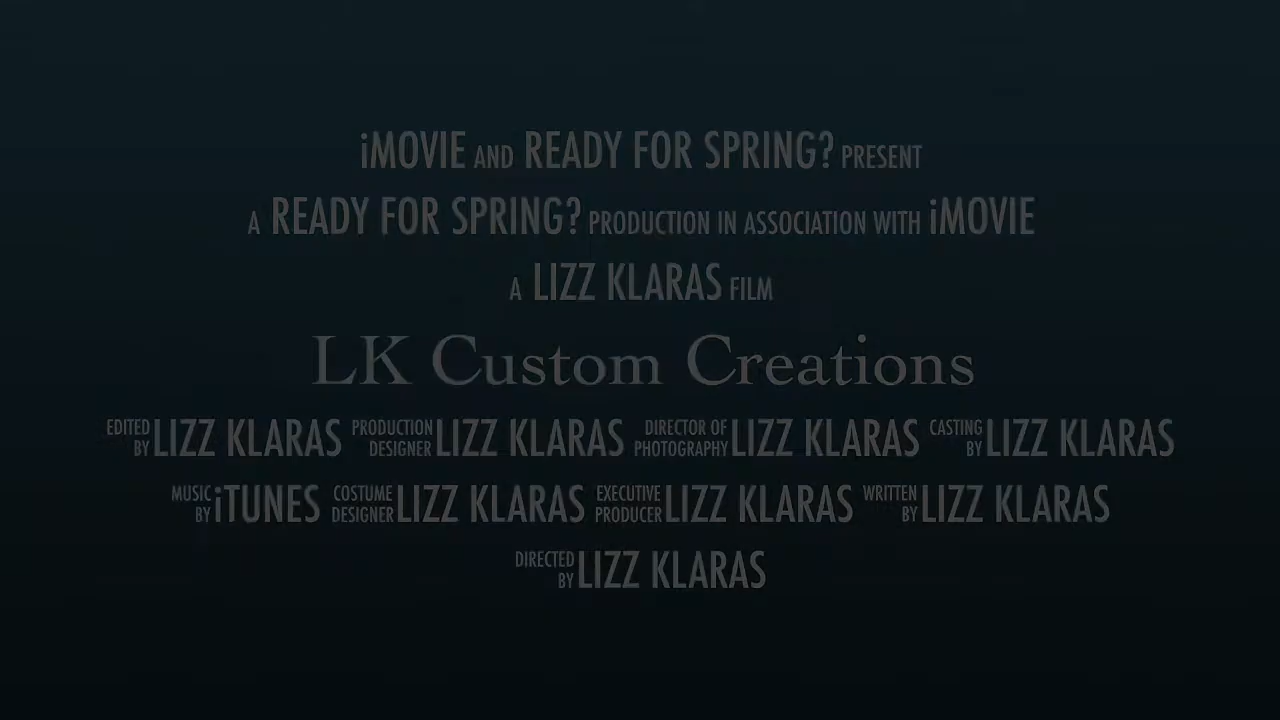 iMOVIE AND READY FOR SPRING? PRESENT
A READY FOR SPRING? PRODUCTION IN ASSOCIATION WITH iMOVIE
A LIZZ KLARAS FILM
LK Custom Creations
EDITED BY LIZZ KLARAS PRODUCTION DESIGNER LIZZ KLARAS DIRECTOR OF PHOTOGRAPHY LIZZ KLARAS CASTING BY LIZZ KLARAS
MUSIC BY iTUNES COSTUME DESIGNER LIZZ KLARAS EXECUTIVE PRODUCER LIZZ KLARAS WRITTEN BY LIZZ KLARAS
DIRECTED BY LIZZ KLARAS